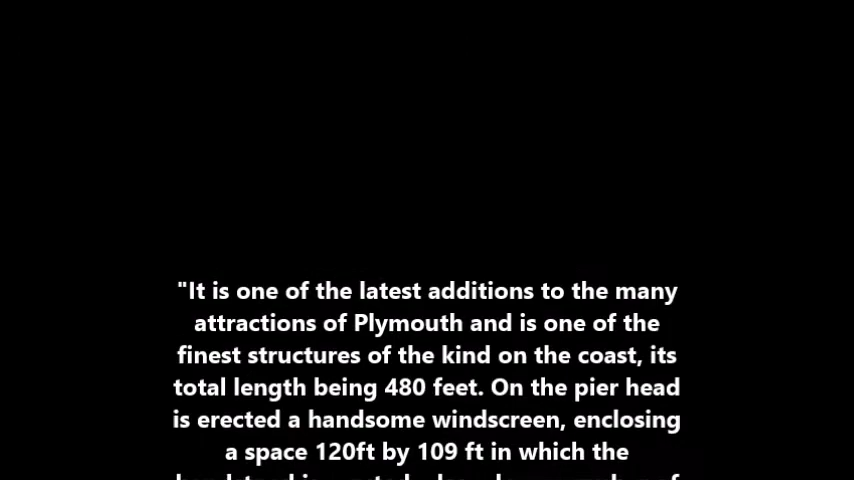 "It is one of the latest additions to the many
attractions of Plymouth and is one of the
finest structures of the kind on the coast, its
total length being 480 feet. On the pier head
is erected a handsome windscreen, enclosing
a space 120ft by 109 ft in which the